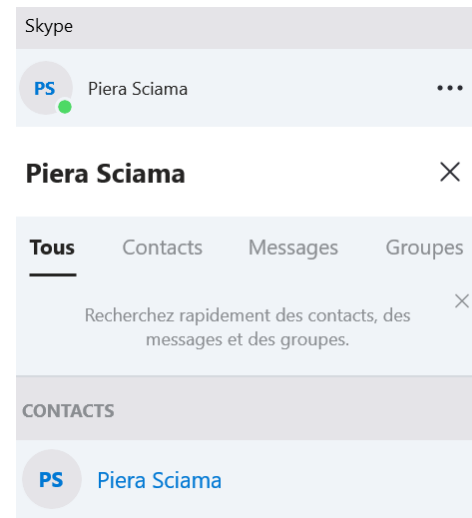 Skype
PS Piera Sciama
Piera Sciama
Tous Contacts Messages Groupes
Recherchez rapidement des contacts, des
messages et des groupes.
CONTACTS
PS Piera Sciama